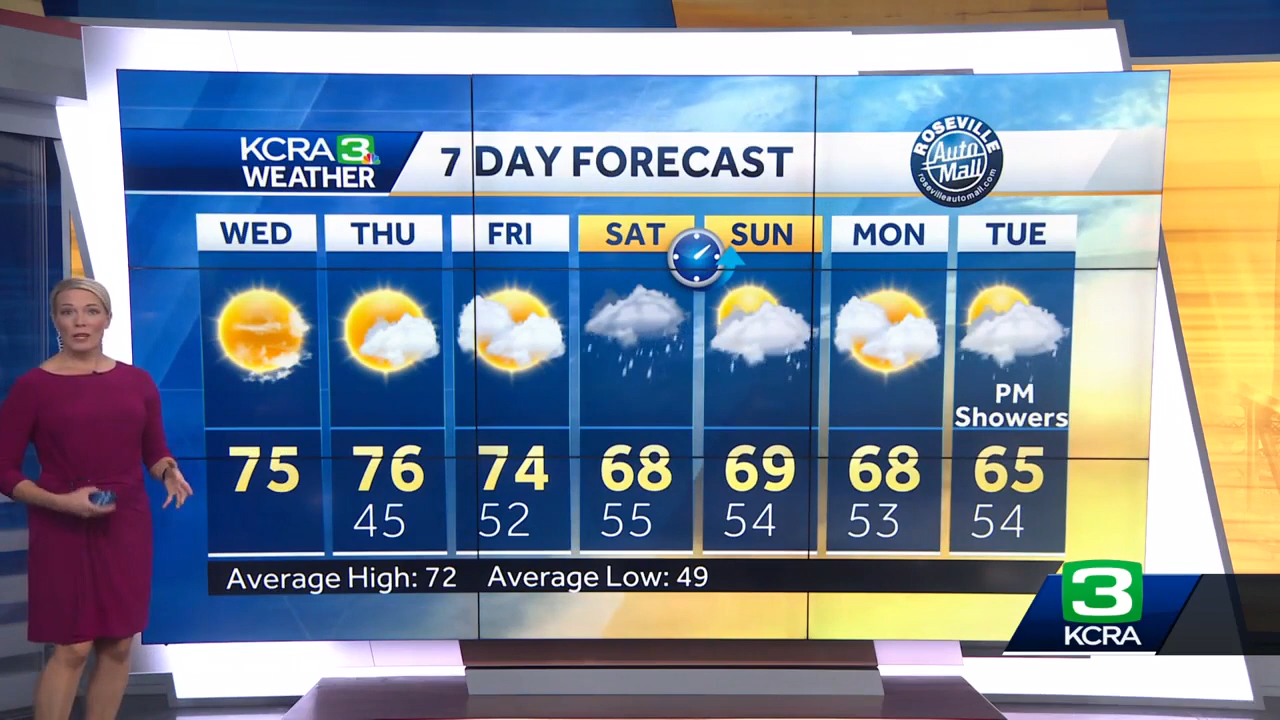 KCRA 3
WEATHER
7 DAY FORECAST
ROSEVILLE
Auto
Mall
rosevilleautomall.com
WED THU FRI SAT SUN MON TUE
PM
Showers
75 76 74 68 69 68 65
45 52 55 54 53 54
Average High: 72 Average Low: 49
3
KCRA